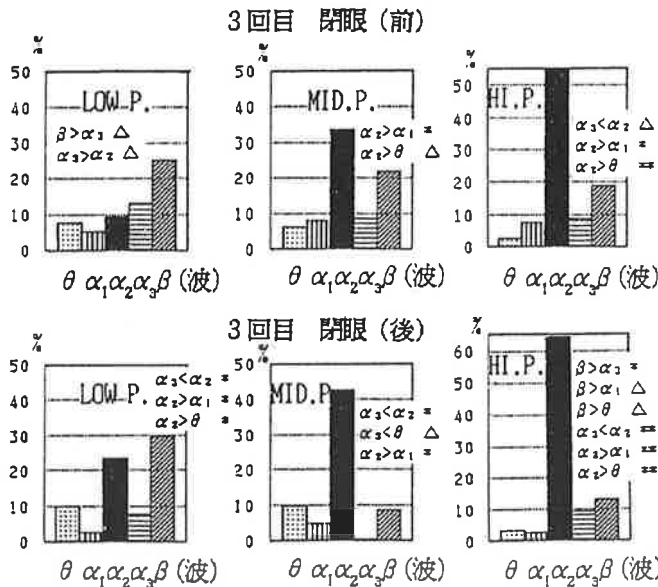 3回目 閉眼(前)
%
50
40
30
20
10
0
LOW P.
β>α₃ △
α₃>α₂ △
θ α₁α₂α₃β(波)
%
50
40
30
20
10
0
MID.P.
α₂>α₁ *
α₂>θ △
θ α₁α₂α₃β(波)
50
40
30
20
10
0
HI.P.
α₃<α₂ △
α₂>α₁ *
α₂>θ **
θ α₁α₂α₃β(波)
3回目 閉眼(後)
%
50
40
30
20
10
0
LOW P.
α₃<α₂ *
α₂>α₁ *
α₂>θ *
θ α₁α₂α₃β(波)
%
50
40
30
20
10
0
MID.P.
α₃<α₂ *
α₃<θ △
α₂>α₁ *
θ α₁α₂α₃β(波)
%
60
50
40
30
20
10
0
HI.P.
β>α₃ *
β>α₁ △
β>θ △
α₃<α₂ **
α₂>α₁ **
α₂>θ **
θ α₁α₂α₃β(波)